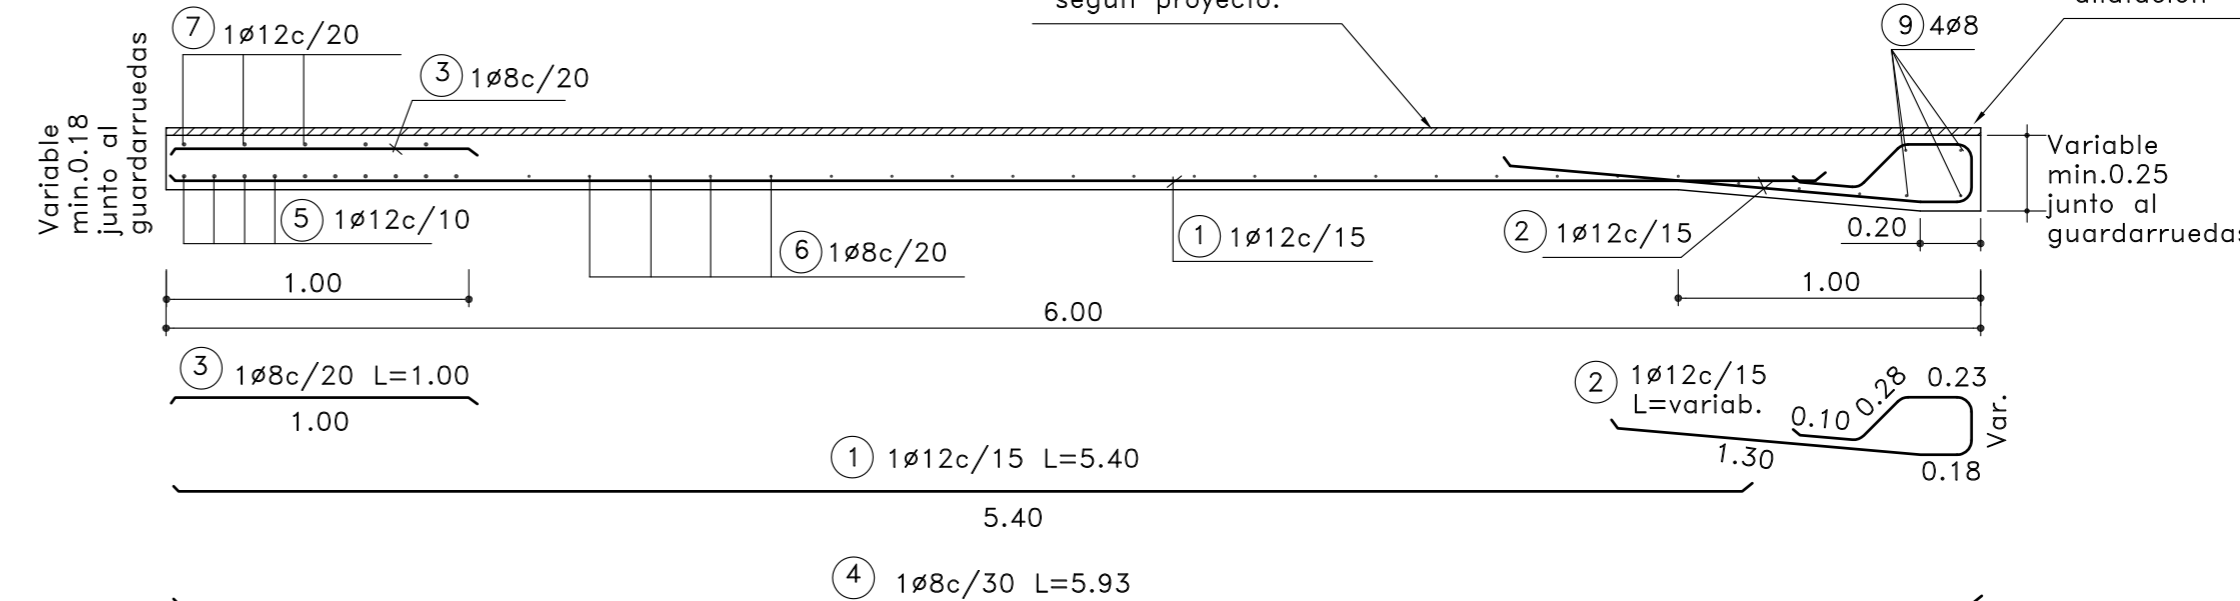 según proyecto.
7 1ø12c/20
3 1ø8c/20
9 4ø8
Variable
min.0.18
junto al
guardarruedas
Variable
min.0.25
junto al
guardarruedas
5 1ø12c/10
6 1ø8c/20
1 1ø12c/15
2 1ø12c/15
0.20
1.00
1.00
6.00
3 1ø8c/20 L=1.00
1.00
2 1ø12c/15
L=variab.
0.10
0.28
0.23
Var.
1.30
0.18
1 1ø12c/15 L=5.40
5.40
4 1ø8c/30 L=5.93